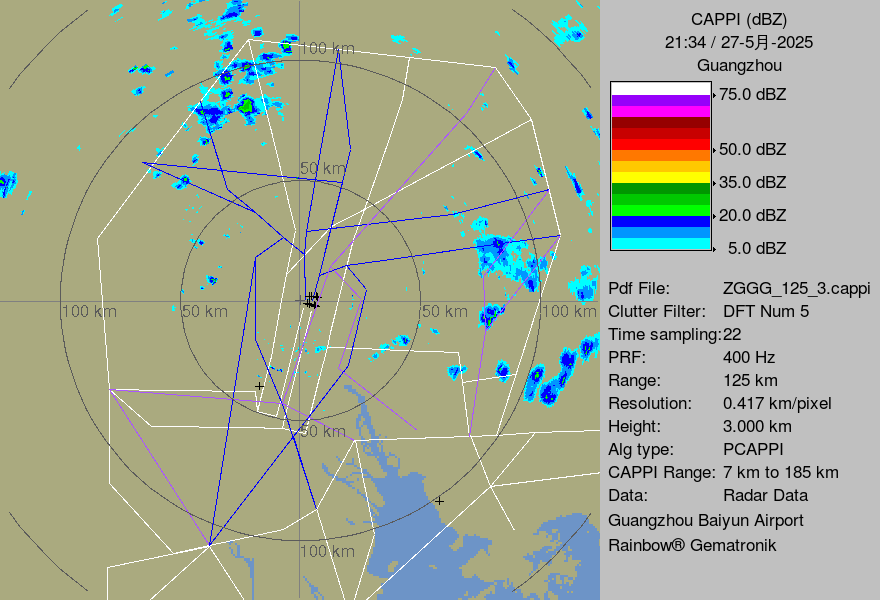 CAPPI (dBZ)
21:34 / 27-5月-2025
Guangzhou
75.0 dBZ
50.0 dBZ
35.0 dBZ
20.0 dBZ
5.0 dBZ
Pdf File: ZGGG_125_3.cappi
Clutter Filter: DFT Num 5
Time sampling:22
PRF: 400 Hz
Range: 125 km
Resolution: 0.417 km/pixel
Height: 3.000 km
Alg type: PCAPPI
CAPPI Range: 7 km to 185 km
Data: Radar Data
Guangzhou Baiyun Airport
Rainbow® Gematronik
100 km
50 km
100 km
50 km
50 km
100 km
50 km
100 km